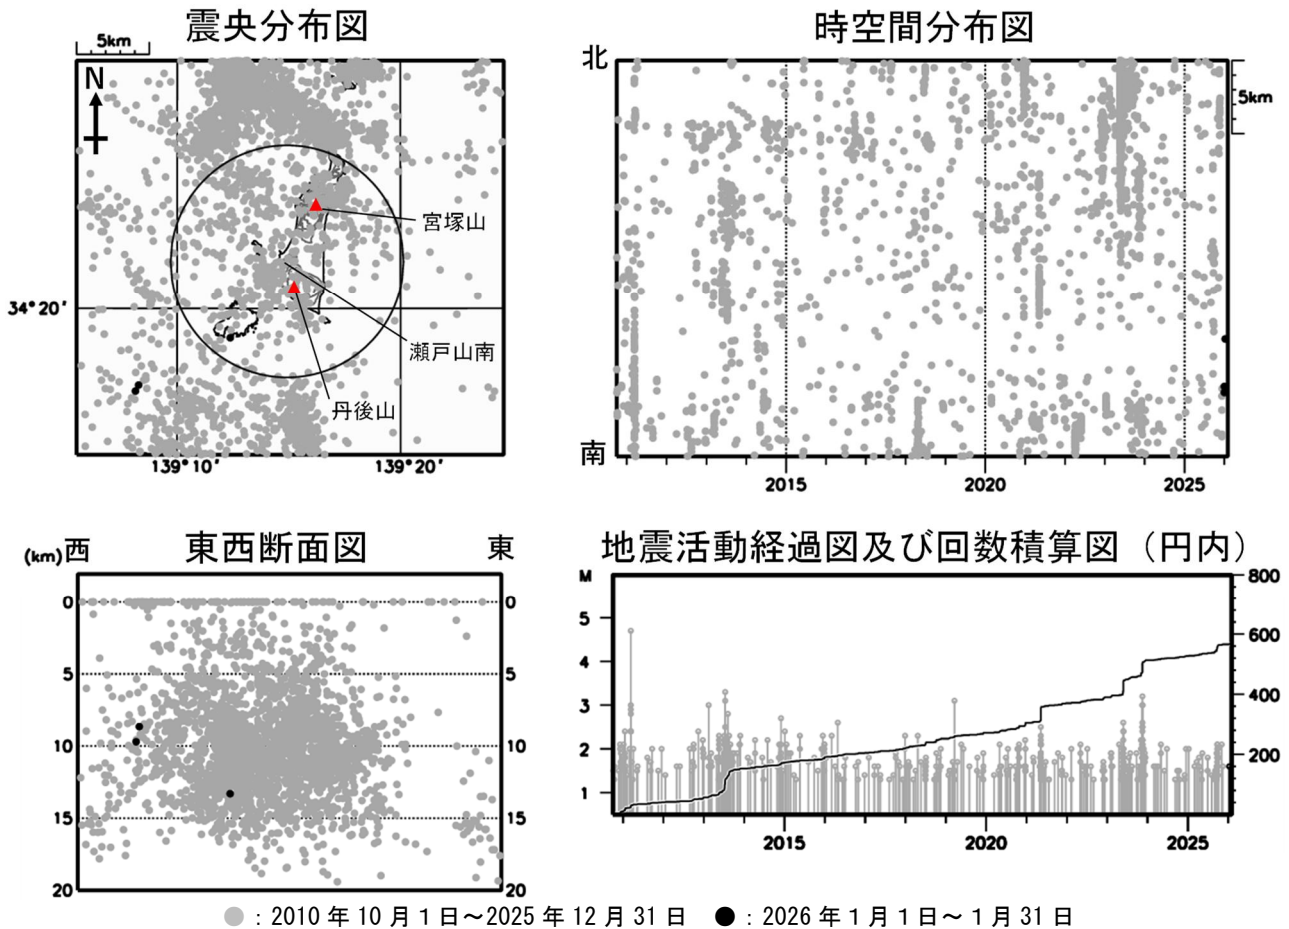 震央分布図
5km
N
宮塚山
34°20′
瀬戸山南
丹後山
139°10′ 139°20′
時空間分布図
北
5km
南
2015 2020 2025
東西断面図
(km) 西 東
0 0
5 5
10 10
15 15
20 20
地震活動経過図及び回数積算図（円内）
M 800
5
600
4
3 400
2 200
1
2015 2020 2025
：2010 年 10 月 1 日～2025 年 12 月 31 日 ：2026 年 1 月 1 日～ 1 月 31 日